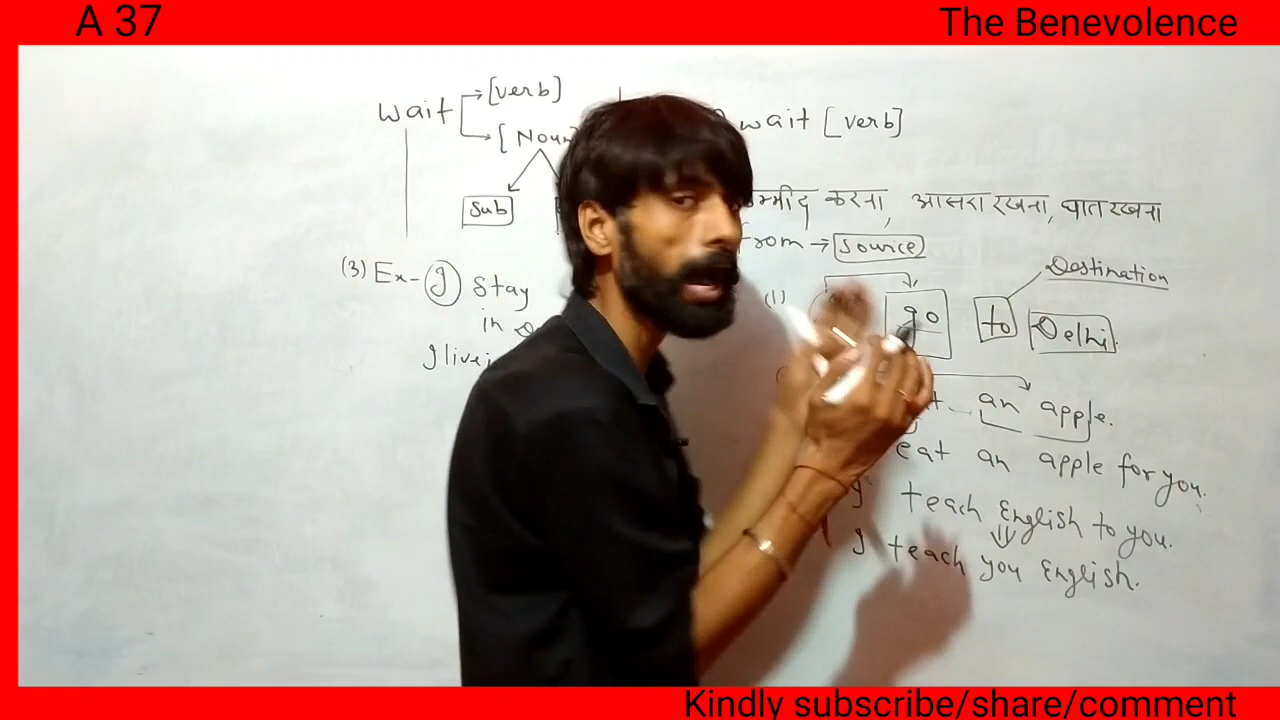 A 37
The Benevolence
wait [verb]
[Noun]
Sub
(3) Ex- I Stay
in
I live i
wait [verb]
म्मीद करना, आसरा रखना, घात रखना
from → Source
Destination
(1) go to Delhi.
an apple.
eat an apple for you.
I teach English to you.
I teach you English.
Kindly subscribe/share/comment